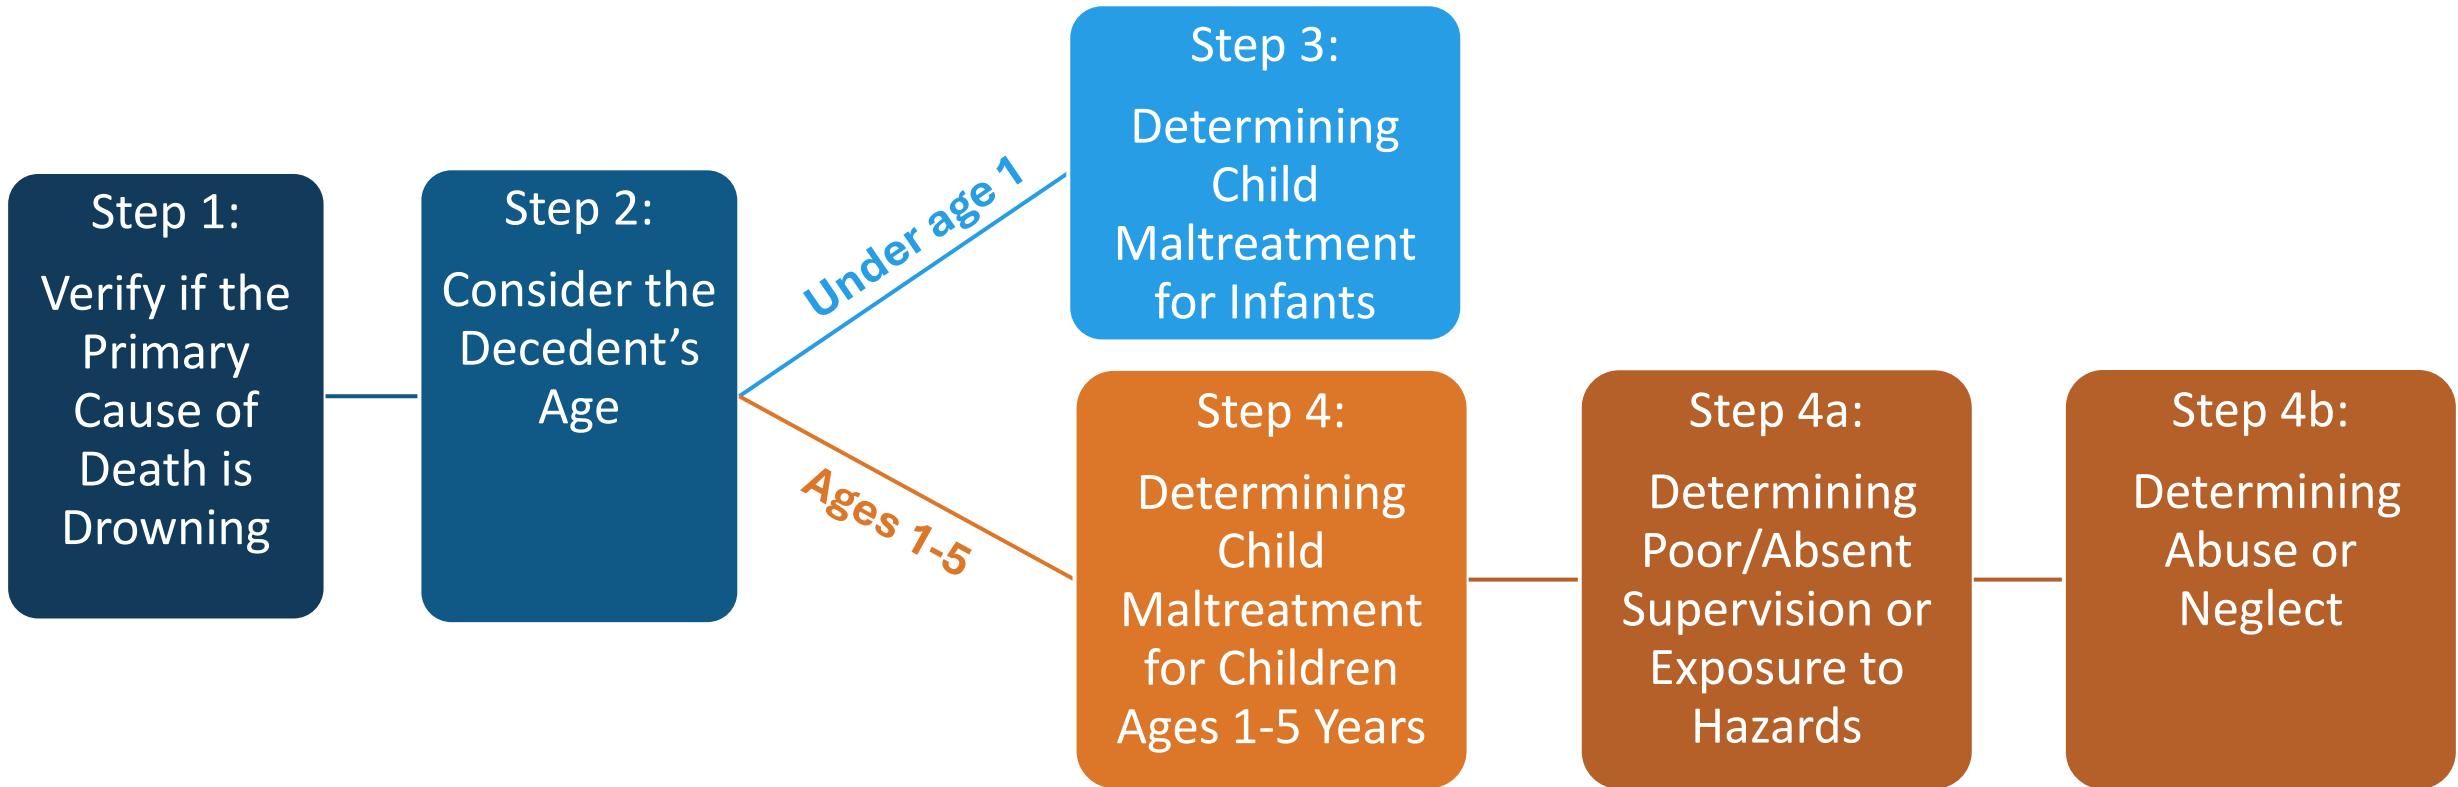 Step 1:
Verify if the
Primary
Cause of
Death is
Drowning
Step 2:
Consider the
Decedent’s
Age
Under age 1
Step 3:
Determining
Child
Maltreatment
for Infants
Ages 1-5
Step 4:
Determining
Child
Maltreatment
for Children
Ages 1-5 Years
Step 4a:
Determining
Poor/Absent
Supervision or
Exposure to
Hazards
Step 4b:
Determining
Abuse or
Neglect